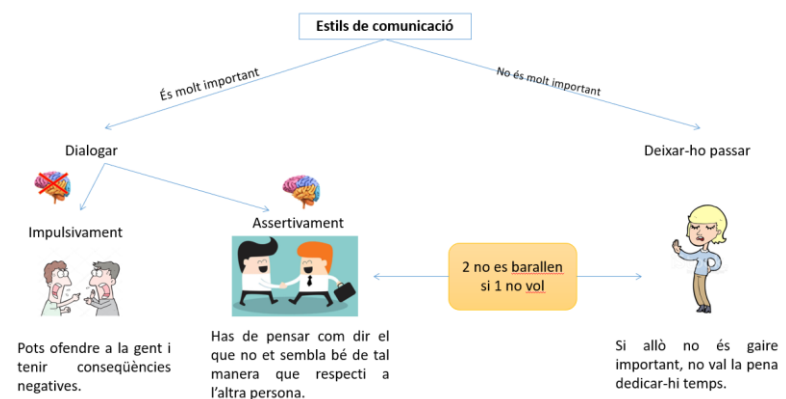 Estils de comunicació
És molt important
No és molt important
Dialogar
Deixar-ho passar
Impulsivament
Assertivament
2 no es barallen
si 1 no vol
Pots ofendre a la gent i
tenir conseqüències
negatives.
Has de pensar com dir el
que no et sembla bé de tal
manera que respecti a
l'altra persona.
Si allò no és gaire
important, no val la pena
dedicar-hi temps.